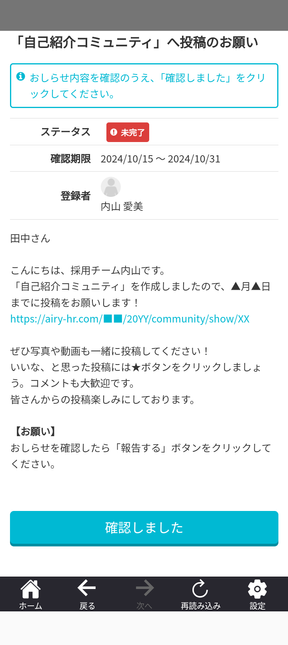 「自己紹介コミュニティ」へ投稿のお願い
おしらせ内容を確認のうえ、「確認しました」をクリ
ックしてください。
ステータス 未完了
確認期限 2024/10/15 〜 2024/10/31
登録者
内山 愛美
田中さん
こんにちは、採用チーム内山です。
「自己紹介コミュニティ」を作成しましたので、▲月▲日
までに投稿をお願いします！
https://airy-hr.com/■■/20YY/community/show/XX
ぜひ写真や動画も一緒に投稿してください！
いいな、と思った投稿には★ボタンをクリックしましょ
う。コメントも大歓迎です。
皆さんからの投稿楽しみにしております。
【お願い】
おしらせを確認したら「報告する」ボタンをクリックして
ください。
確認しました
ホーム 戻る 次へ 再読み込み 設定